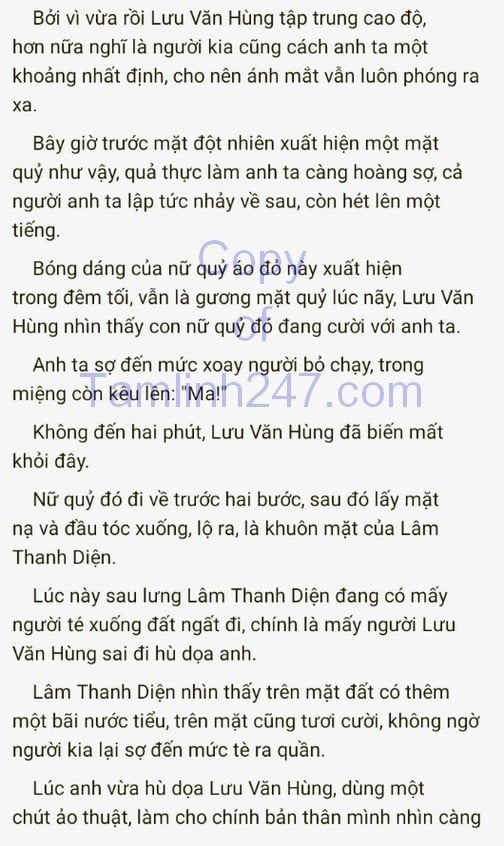 Bởi vì vừa rồi Lưu Văn Hùng tập trung cao độ,
hơn nữa nghĩ là người kia cũng cách anh ta một
khoảng nhất định, cho nên ánh mắt vẫn luôn phóng ra
xa.
Bây giờ trước mặt đột nhiên xuất hiện một mặt
quỷ như vậy, quả thực làm anh ta càng hoàng sợ, cả
người anh ta lập tức nhảy về sau, còn hét lên một
tiếng.
Copy
Bóng dáng của nữ quỷ áo đỏ này xuất hiện
trong đêm tối, vẫn là gương mặt quỷ lúc nãy, Lưu Văn
of
Hùng nhìn thấy con nữ quỷ đó đang cười với anh ta.
Anh ta sợ đến mức xoay người bỏ chạy, trong
Tamlinh247.com
miệng còn kêu lên: "Ma!"
Không đến hai phút, Lưu Văn Hùng đã biến mất
khỏi đây.
Nữ quỷ đó đi về trước hai bước, sau đó lấy mặt
nạ và đầu tóc xuống, lộ ra, là khuôn mặt của Lâm
Thanh Diện.
Lúc này sau lưng Lâm Thanh Diện đang có mấy
người té xuống đất ngất đi, chính là mấy người Lưu
Văn Hùng sai đi hù dọa anh.
Lâm Thanh Diện nhìn thấy trên mặt đất có thêm
một bãi nước tiểu, trên mặt cũng tươi cười, không ngờ
người kia lại sợ đến mức tè ra quần.
Lúc anh vừa hù dọa Lưu Văn Hùng, dùng một
chút ảo thuật, làm cho chính bản thân mình nhìn càng